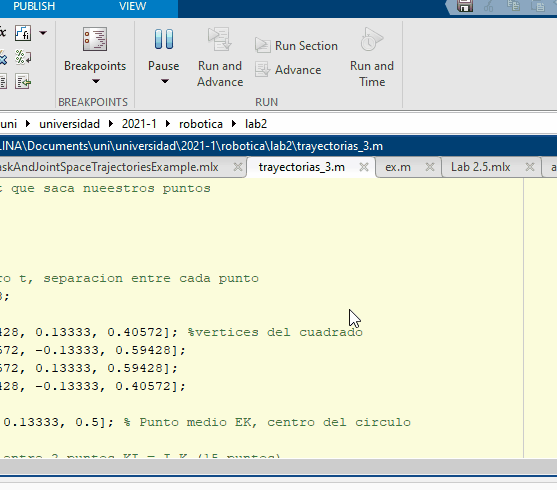 PUBLISH VIEW
Breakpoints Pause Run and Advance Run Section Advance Run and Time
BREAKPOINTS RUN
uni universidad 2021-1 robotica lab2
LINA\Documents\uni\universidad\2021-1\robotica\lab2\trayectorias_3.m
skAndJointSpaceTrajectoriesExample.mlx trayectorias_3.m ex.m Lab 2.5.mlx a
t que saca nueestros puntos
ro t, separacion entre cada punto
3;
428, 0.13333, 0.40572]; %vertices del cuadrado
572, -0.13333, 0.59428];
572, 0.13333, 0.59428];
428, -0.13333, 0.40572];
0.13333, 0.5]; % Punto medio EK, centro del circulo
entre 2 puntos KI = J K (15 puntos)